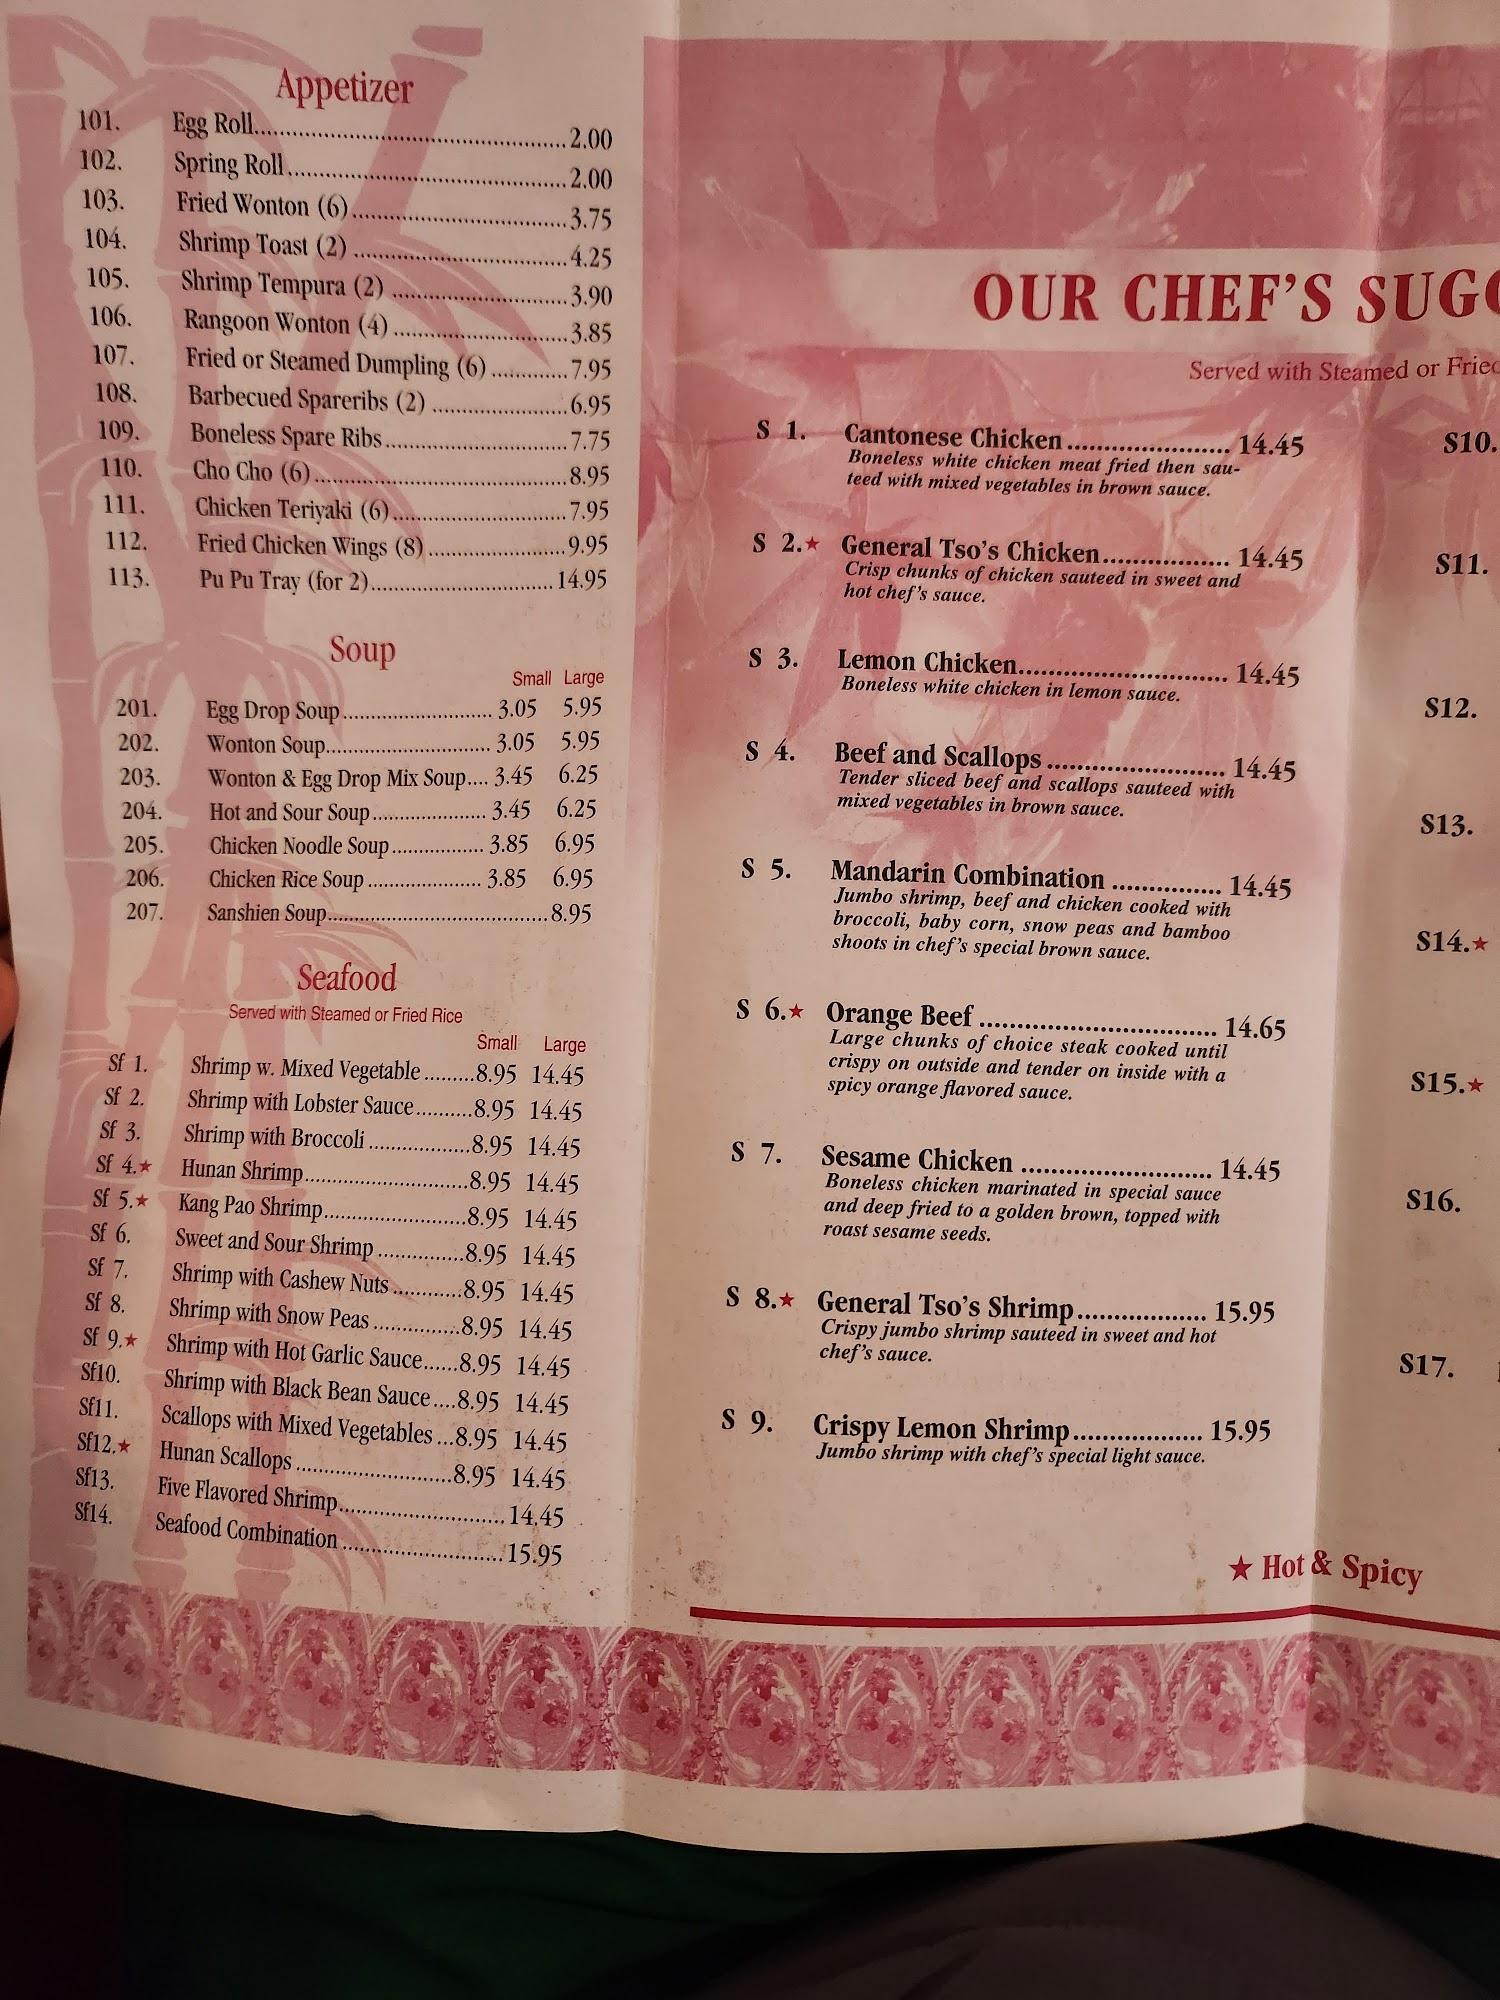 Appetizer
101. Egg Roll..........2.00
102. Spring Roll..........2.00
103. Fried Wonton (6)..........3.75
104. Shrimp Toast (2)..........4.25
105. Shrimp Tempura (2)..........3.90
106. Rangoon Wonton (4)..........3.85
107. Fried or Steamed Dumpling (6)..........7.95
108. Barbecued Spareribs (2)..........6.95
109. Boneless Spare Ribs..........7.75
110. Cho Cho (6)..........8.95
111. Chicken Teriyaki (6)..........7.95
112. Fried Chicken Wings (8)..........9.95
113. Pu Pu Tray (for 2)..........14.95
Soup
Small Large
201. Egg Drop Soup..........3.05 5.95
202. Wonton Soup..........3.05 5.95
203. Wonton & Egg Drop Mix Soup....3.45 6.25
204. Hot and Sour Soup..........3.45 6.25
205. Chicken Noodle Soup..........3.85 6.95
206. Chicken Rice Soup..........3.85 6.95
207. Sanshien Soup..........8.95
Seafood
Served with Steamed or Fried Rice
Small Large
Sf 1. Shrimp w. Mixed Vegetable.........8.95 14.45
Sf 2. Shrimp with Lobster Sauce..........8.95 14.45
Sf 3. Shrimp with Broccoli..........8.95 14.45
Sf 4.★ Hunan Shrimp..........8.95 14.45
Sf 5.★ Kang Pao Shrimp..........8.95 14.45
Sf 6. Sweet and Sour Shrimp..........8.95 14.45
Sf 7. Shrimp with Cashew Nuts..........8.95 14.45
Sf 8. Shrimp with Snow Peas..........8.95 14.45
Sf 9.★ Shrimp with Hot Garlic Sauce......8.95 14.45
Sf10. Shrimp with Black Bean Sauce....8.95 14.45
Sf11. Scallops with Mixed Vegetables...8.95 14.45
Sf12.★ Hunan Scallops..........8.95 14.45
Sf13. Five Flavored Shrimp..........14.45
Sf14. Seafood Combination..........15.95
OUR CHEF'S SUGG
Served with Steamed or Fried
S 1. Cantonese Chicken..........14.45
Boneless white chicken meat fried then sau-
teed with mixed vegetables in brown sauce.
S 2.★ General Tso's Chicken..........14.45
Crisp chunks of chicken sauteed in sweet and
hot chef's sauce.
S 3. Lemon Chicken..........14.45
Boneless white chicken in lemon sauce.
S 4. Beef and Scallops..........14.45
Tender sliced beef and scallops sauteed with
mixed vegetables in brown sauce.
S 5. Mandarin Combination..........14.45
Jumbo shrimp, beef and chicken cooked with
broccoli, baby corn, snow peas and bamboo
shoots in chef's special brown sauce.
S 6.★ Orange Beef..........14.65
Large chunks of choice steak cooked until
crispy on outside and tender on inside with a
spicy orange flavored sauce.
S 7. Sesame Chicken..........14.45
Boneless chicken marinated in special sauce
and deep fried to a golden brown, topped with
roast sesame seeds.
S 8.★ General Tso's Shrimp..........15.95
Crispy jumbo shrimp sauteed in sweet and hot
chef's sauce.
S 9. Crispy Lemon Shrimp..........15.95
Jumbo shrimp with chef's special light sauce.
S10.
S11.
S12.
S13.
S14.★
S15.★
S16.
S17.
★ Hot & Spicy